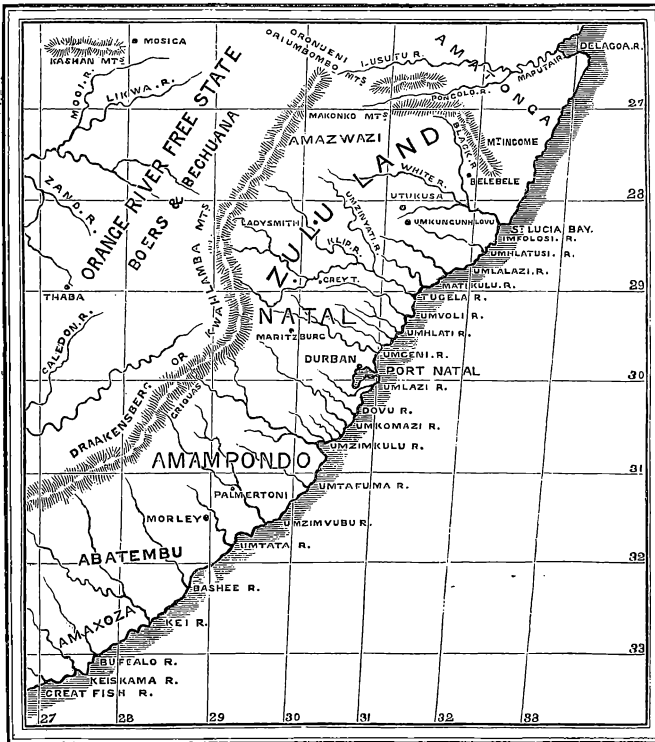 MOSICA
KASHAN MTS
MOOI.R.
LIKWA.R.
ORONUENI
ORIUMBOMBO MTS
I-USUTU R.
AMATONGA
MAPUTA R.
DELAGOA.R.
27
PONGOLO.R.
MAKONKO MTS
AMAZWAZI
BLACK.R.
MT INCOME
ORANGE RIVER FREE STATE
BOERS & BECHUANA
ZULU LAND
WHITE R.
BELEBELE
UTUKUSA
28
ZAND.R.
UMZINYATI.R.
LADYSMITH
KLIP.R.
UMKUNGUNHLOVU
ST LUCIA BAY.
IMFOLOSI. R.
UMHLATUSI. R.
UMLALAZI.R.
MATIKULU.R.
29
THABA
GREY T.
TUGELA R.
UMVOLI R.
NATAL
MARITZBURG
UMHLATI R.
CALEDON.R.
DURBAN
UMGENI.R.
PORT NATAL
30
UMLAZI R.
DRAAKENSBERG OR KWAHLAMBA MTS
GRIQUAS
DOVU R.
UMKOMAZI R.
UMZIMKULU R.
31
AMAMPONDO
UMTAFUMA R.
PALMERTON
MORLEY
UMZIMVUBU R.
UMTATA R.
ABATEMBU
32
BASHEE R.
AMAXOZA
KEI R.
33
BUFFALO R.
KEISKAMA R.
GREAT FISH R.
27 28 29 30 31 32 33